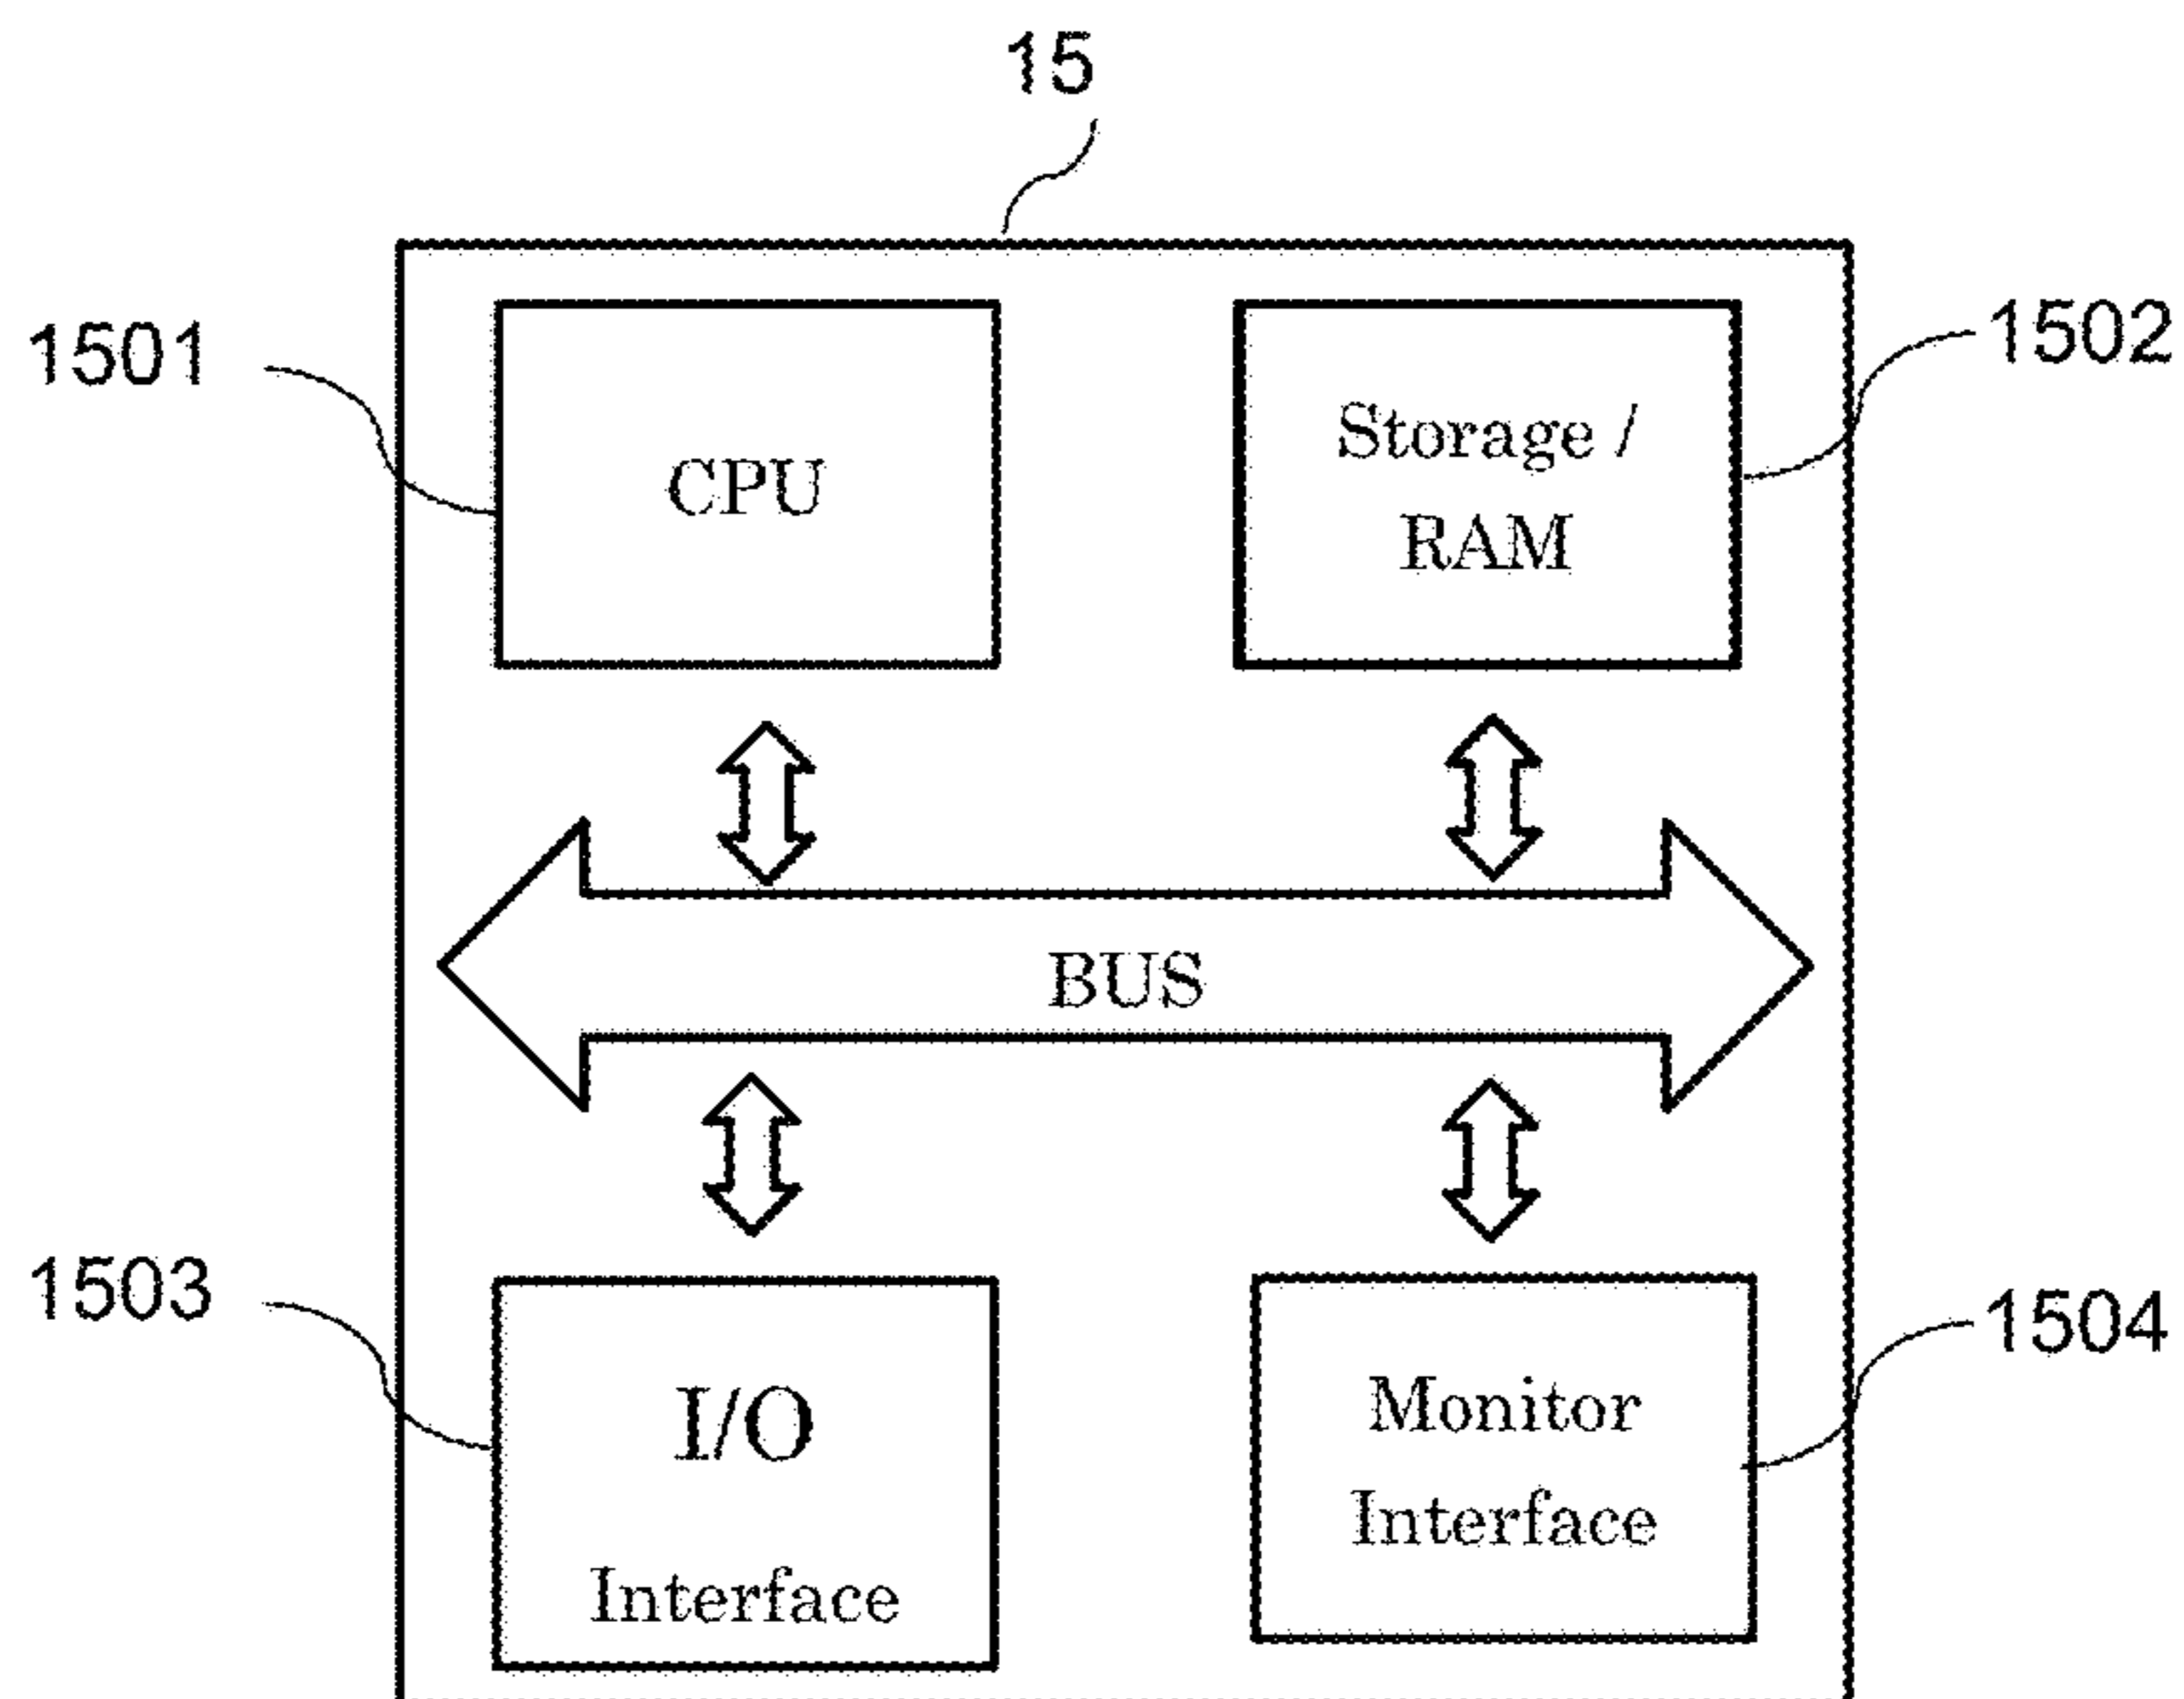 15
1501
CPU
Storage /
RAM
1502
BUS
1503
I/O
Interface
Monitor
Interface
1504